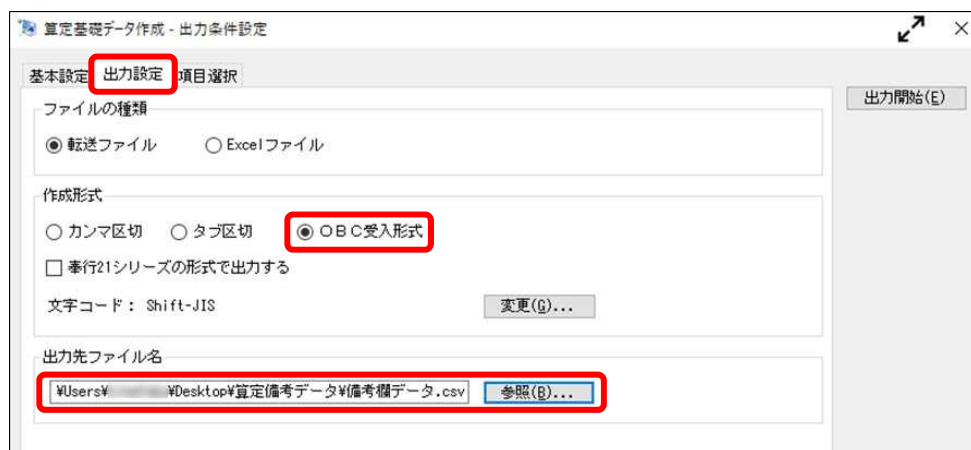 算定基礎データ作成 - 出力条件設定
基本設定 出力設定 項目選択
出力開始(E)
ファイルの種類
転送ファイル Excelファイル
作成形式
カンマ区切 タブ区切 OBC受入形式
奉行21シリーズの形式で出力する
文字コード： Shift-JIS 変更(G)...
出力先ファイル名
¥Users¥ ¥Desktop¥算定備考データ¥備考欄データ.csv 参照(B)...